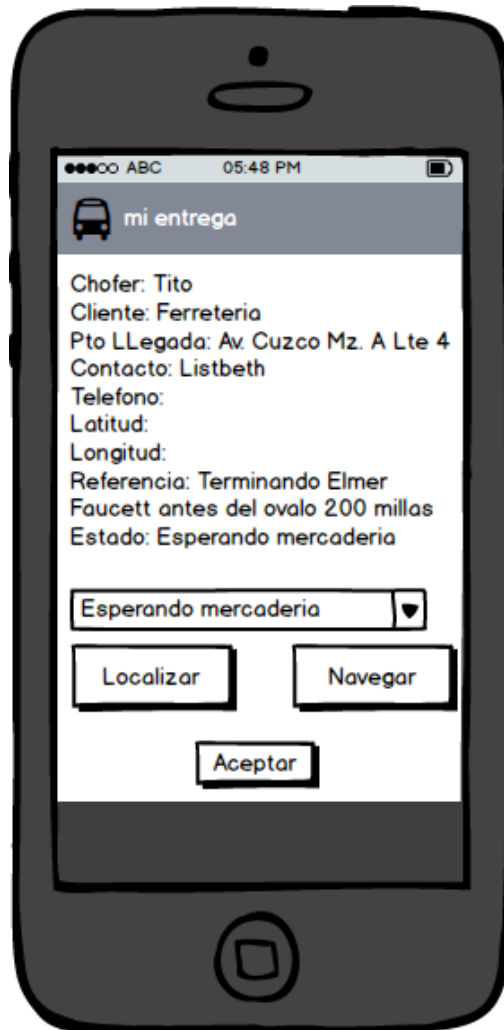 ABC 05:48 PM
mi entrega
Chofer: Tito
Cliente: Ferreteria
Pto LLegada: Av. Cuzco Mz. A Lte 4
Contacto: Listbeth
Telefono:
Latitud:
Longitud:
Referencia: Terminando Elmer
Faucett antes del ovalo 200 millas
Estado: Esperando mercaderia
Esperando mercaderia
Localizar Navegar
Aceptar